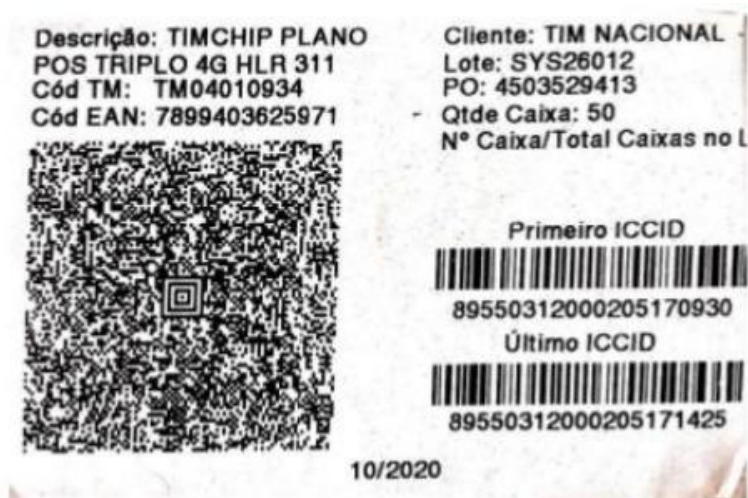 Descrição: TIMCHIP PLANO
POS TRIPLO 4G HLR 311
Cód TM: TM04010934
Cód EAN: 7899403625971
Cliente: TIM NACIONAL
Lote: SYS26012
PO: 4503529413
Qtde Caixa: 50
Nº Caixa/Total Caixas no L
Primeiro ICCID
89550312000205170930
Último ICCID
89550312000205171425
10/2020